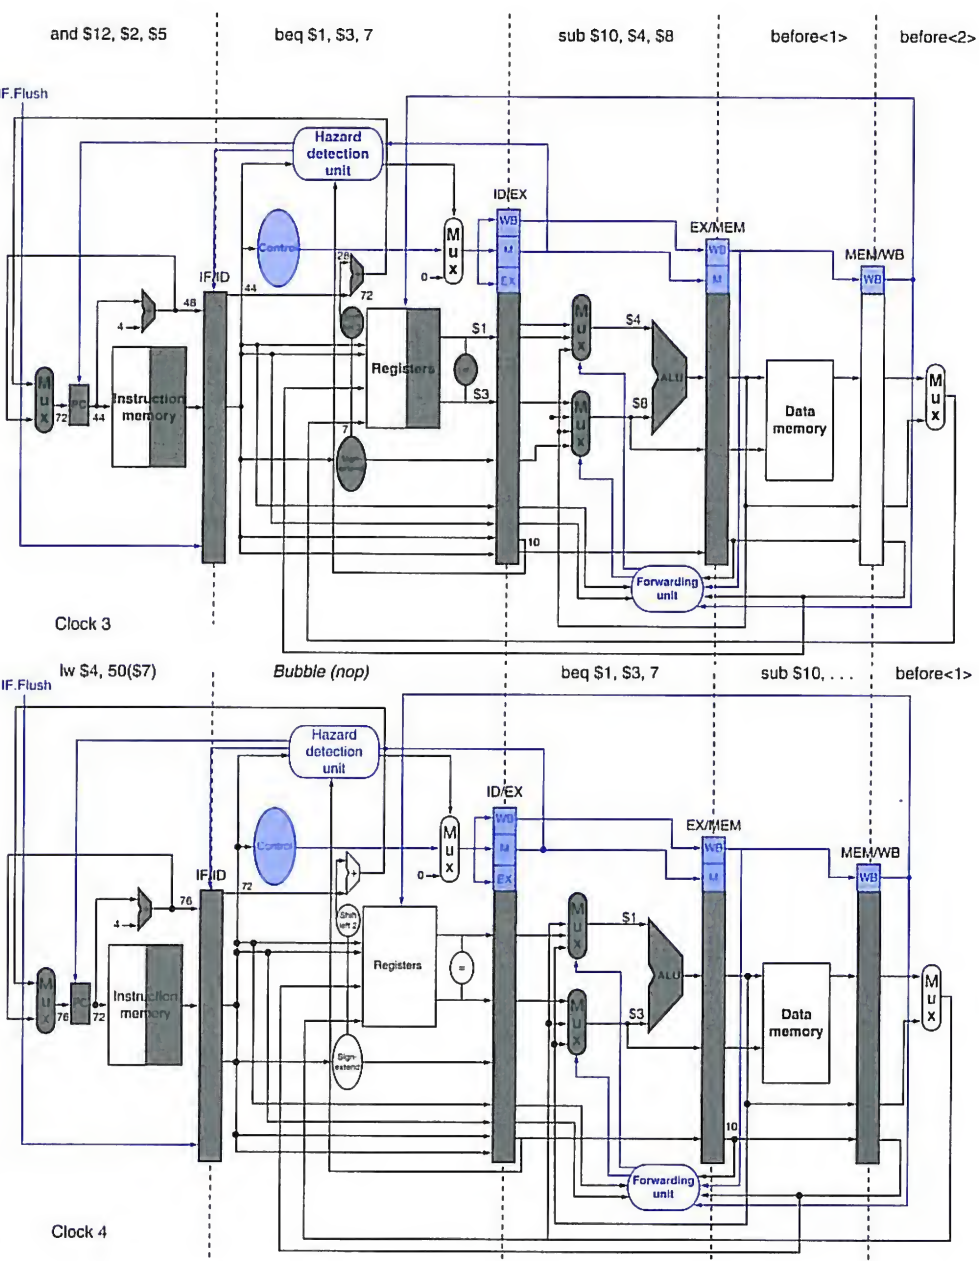 and $12, $2, $5
beq $1, $3, 7
sub $10, $4, $8
before<1>
before<2>
IF.Flush
Hazard
detection
unit
ID/EX
WB
M
EX
Control
M
u
x
0
28
72
EX/MEM
WB
M
MEM/WB
WB
IF/ID
44
48
4
M
u
x
72
PC
44
Instruction
memory
Registers
$1
=
$3
7
Sign-
extend
M
u
x
$4
M
u
x
$8
ALU
Data
memory
M
u
x
10
Forwarding
unit
Clock 3
lw $4, 50($7)
Bubble (nop)
beq $1, $3, 7
sub $10, . . .
before<1>
IF.Flush
Hazard
detection
unit
ID/EX
WB
M
EX
Control
M
u
x
0
+
EX/MEM
WB
M
MEM/WB
WB
IF/ID
72
76
4
+
Shift
left 2
M
u
x
76
PC
72
Instruction
memory
Registers
=
Sign-
extend
M
u
x
$1
M
u
x
$3
ALU
Data
memory
M
u
x
10
Forwarding
unit
Clock 4